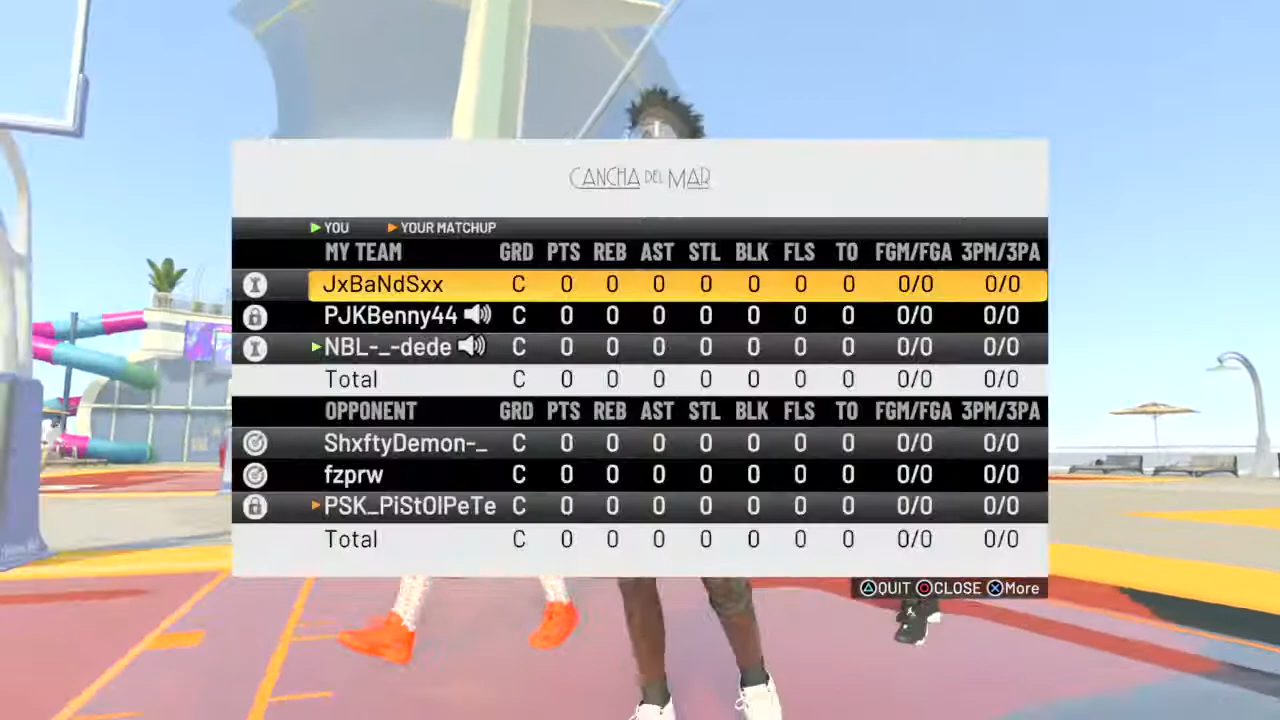 CANCHA DEL MAR
YOU YOUR MATCHUP
MY TEAM GRD PTS REB AST STL BLK FLS TO FGM/FGA 3PM/3PA
JxBaNdSxx C 0 0 0 0 0 0 0 0/0 0/0
PJKBenny44 C 0 0 0 0 0 0 0 0/0 0/0
NBL-_-dede C 0 0 0 0 0 0 0 0/0 0/0
Total C 0 0 0 0 0 0 0 0/0 0/0
OPPONENT GRD PTS REB AST STL BLK FLS TO FGM/FGA 3PM/3PA
ShxftyDemon-_ C 0 0 0 0 0 0 0 0/0 0/0
fzprw C 0 0 0 0 0 0 0 0/0 0/0
PSK_PiStOlPeTe C 0 0 0 0 0 0 0 0/0 0/0
Total C 0 0 0 0 0 0 0 0/0 0/0
QUIT CLOSE More